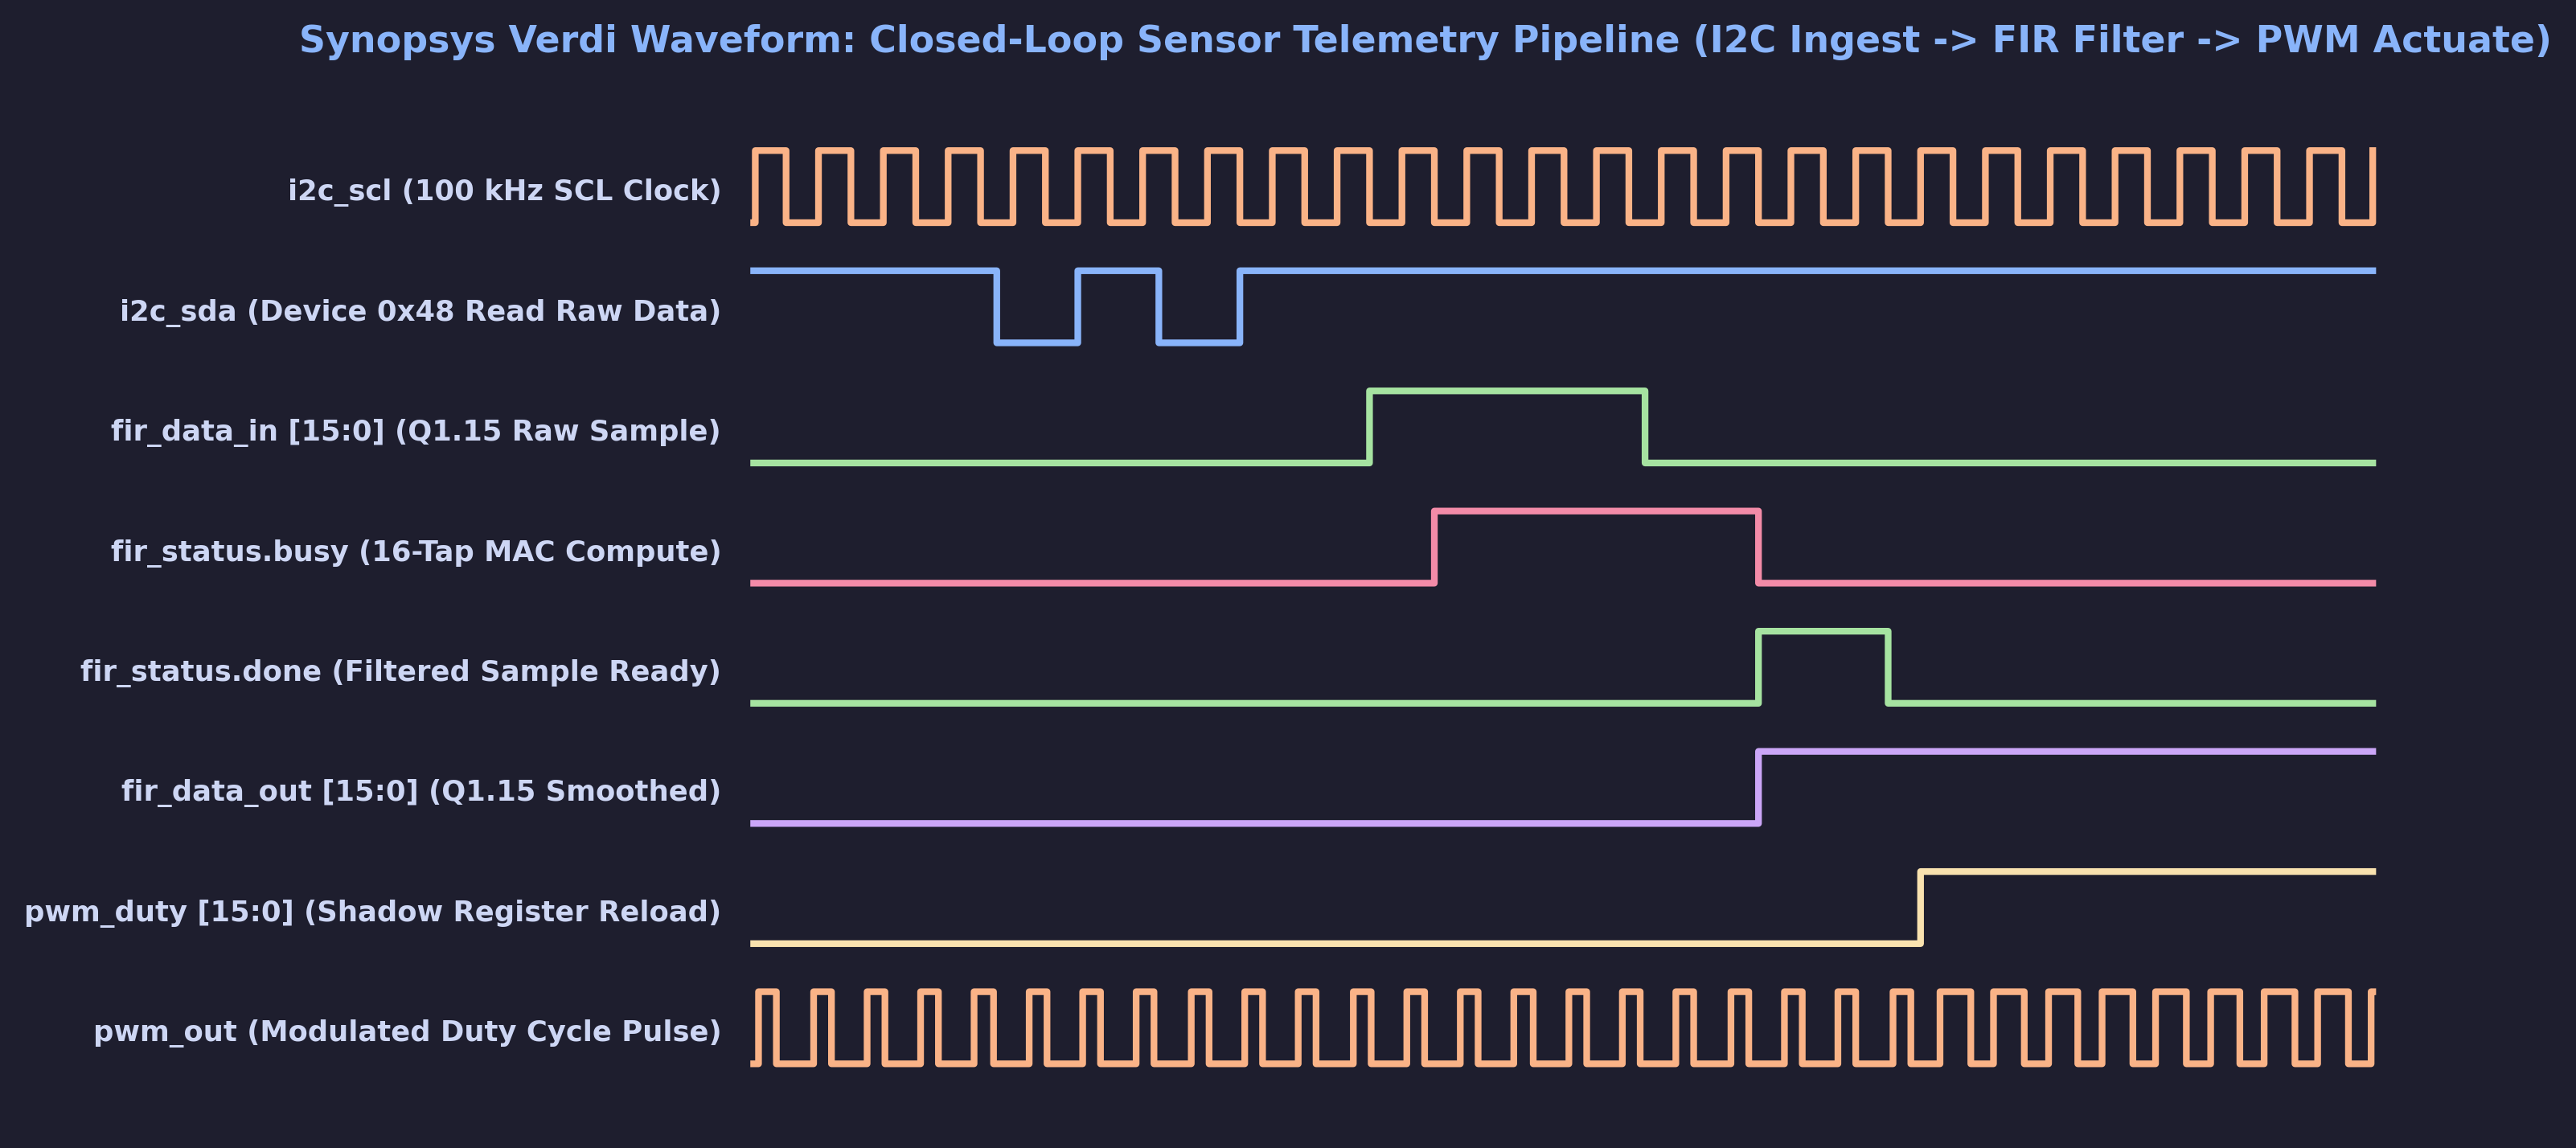 Synopsys Verdi Waveform: Closed-Loop Sensor Telemetry Pipeline (I2C Ingest -> FIR Filter -> PWM Actuate)
i2c_scl (100 kHz SCL Clock)
i2c_sda (Device 0x48 Read Raw Data)
fir_data_in [15:0] (Q1.15 Raw Sample)
fir_status.busy (16-Tap MAC Compute)
fir_status.done (Filtered Sample Ready)
fir_data_out [15:0] (Q1.15 Smoothed)
pwm_duty [15:0] (Shadow Register Reload)
pwm_out (Modulated Duty Cycle Pulse)